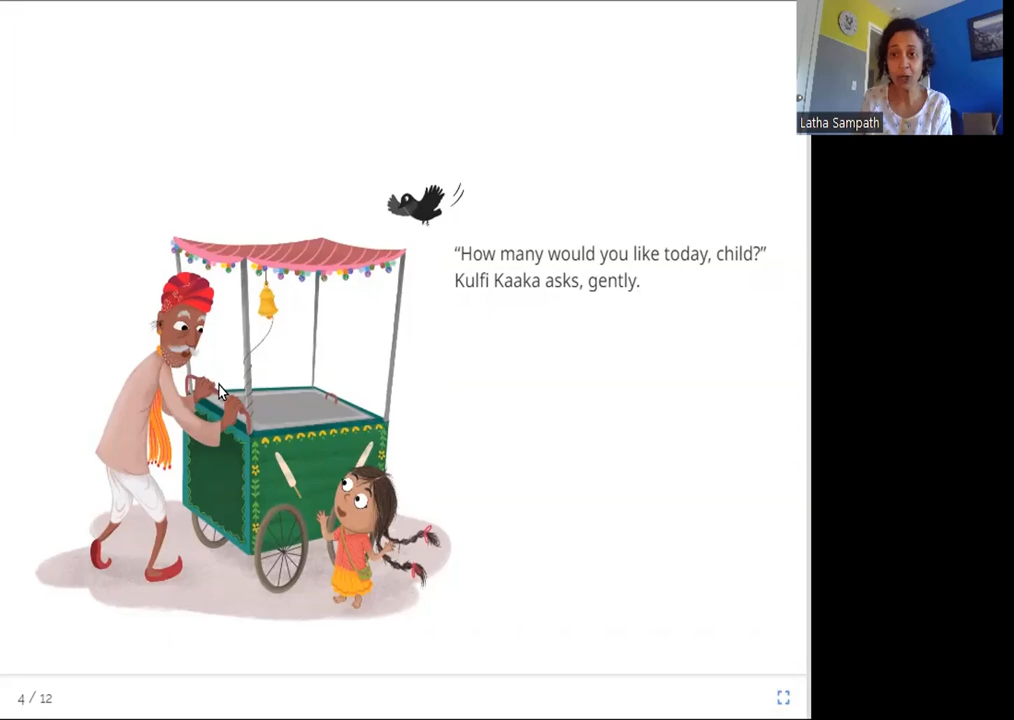 Latha Sampath
“How many would you like today, child?”
Kulfi Kaaka asks, gently.
4 / 12